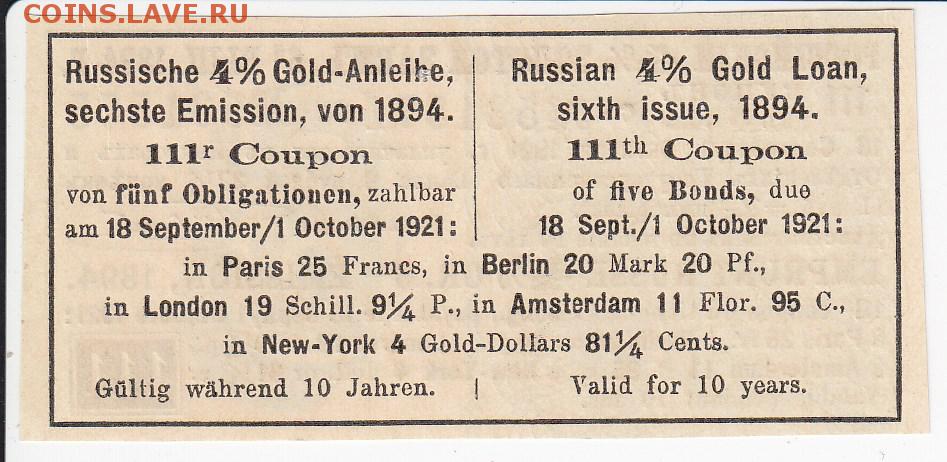 COINS.LAVE.RU
Russische 4% Gold-Anleihe,
sechste Emission, von 1894.
111r Coupon
von fünf Obligationen, zahlbar
am 18 September/1 October 1921:
Russian 4% Gold Loan,
sixth issue, 1894.
111th Coupon
of five Bonds, due
18 Sept./1 October 1921:
in Paris 25 Francs, in Berlin 20 Mark 20 Pf.,
in London 19 Schill. 9¼ P., in Amsterdam 11 Flor. 95 C.,
in New-York 4 Gold-Dollars 81¼ Cents.
Gültig während 10 Jahren. | Valid for 10 years.